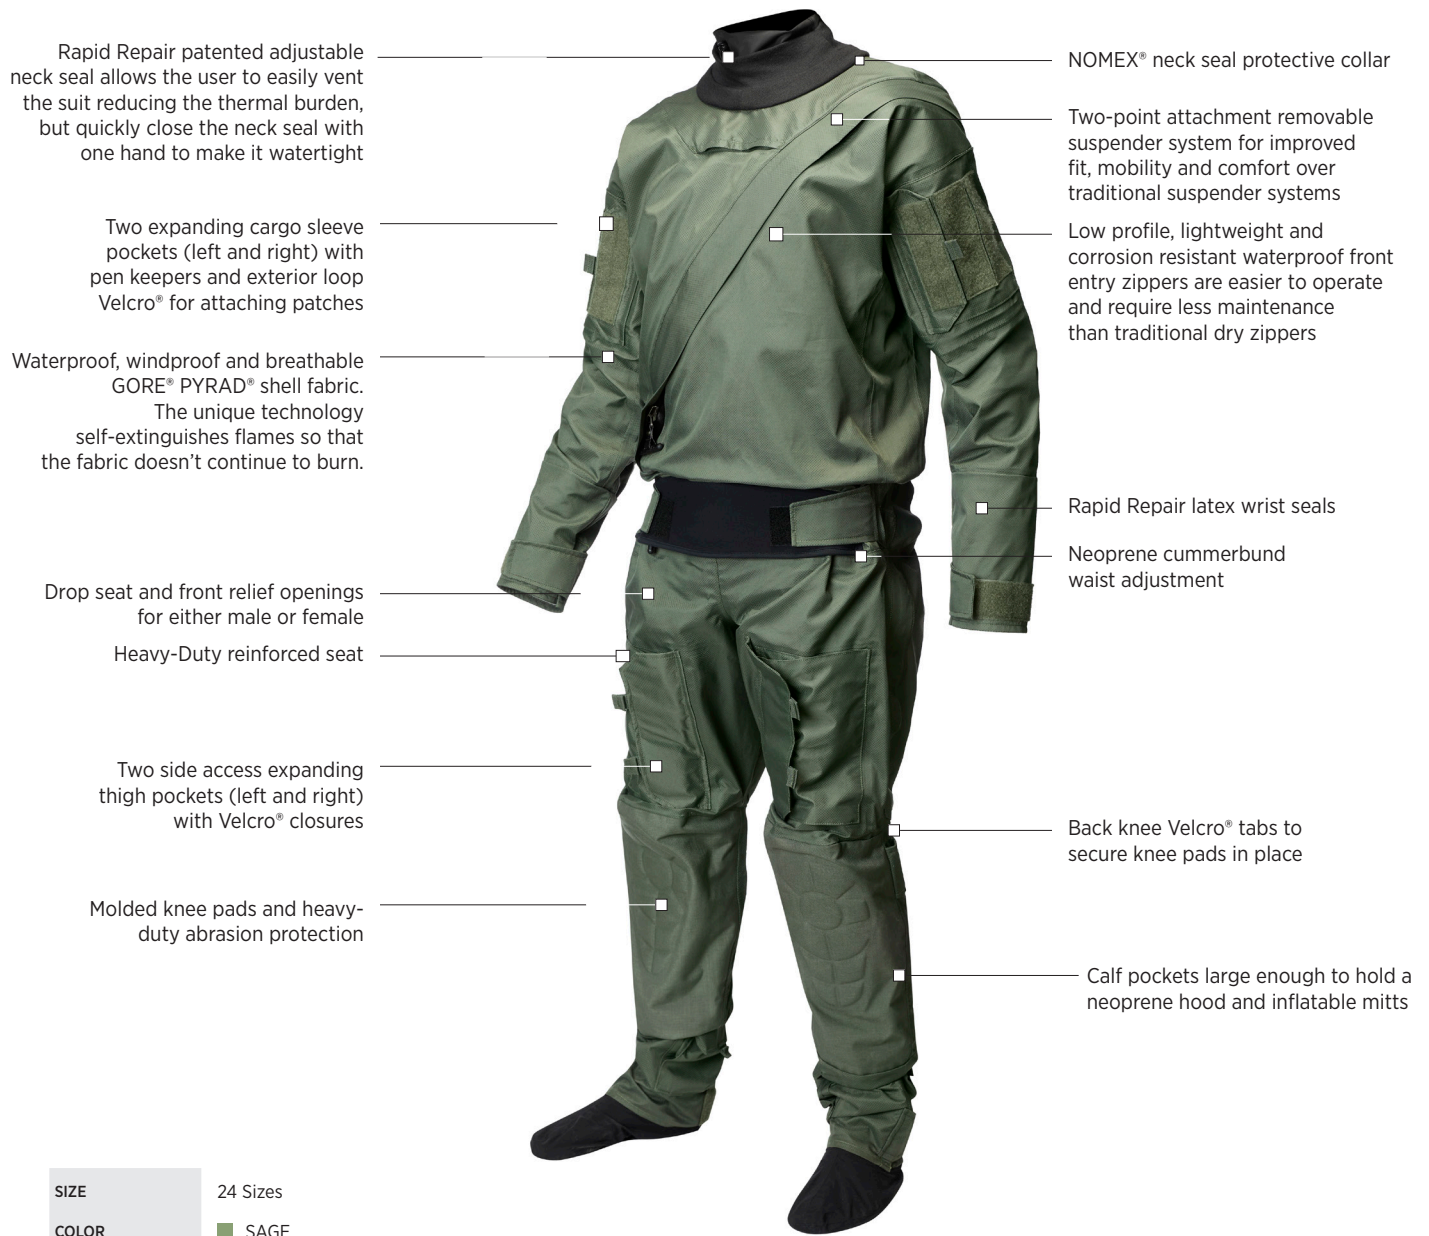 Rapid Repair patented adjustable
neck seal allows the user to easily vent
the suit reducing the thermal burden,
but quickly close the neck seal with
one hand to make it watertight
Two expanding cargo sleeve
pockets (left and right) with
pen keepers and exterior loop
Velcro® for attaching patches
Waterproof, windproof and breathable
GORE® PYRAD® shell fabric.
The unique technology
self-extinguishes flames so that
the fabric doesn't continue to burn.
Drop seat and front relief openings
for either male or female
Heavy-Duty reinforced seat
Two side access expanding
thigh pockets (left and right)
with Velcro® closures
Molded knee pads and heavy-
duty abrasion protection
NOMEX® neck seal protective collar
Two-point attachment removable
suspender system for improved
fit, mobility and comfort over
traditional suspender systems
Low profile, lightweight and
corrosion resistant waterproof front
entry zippers are easier to operate
and require less maintenance
than traditional dry zippers
Rapid Repair latex wrist seals
Neoprene cummerbund
waist adjustment
Back knee Velcro® tabs to
secure knee pads in place
Calf pockets large enough to hold a
neoprene hood and inflatable mitts
SIZE 24 Sizes
COLOR SAGE